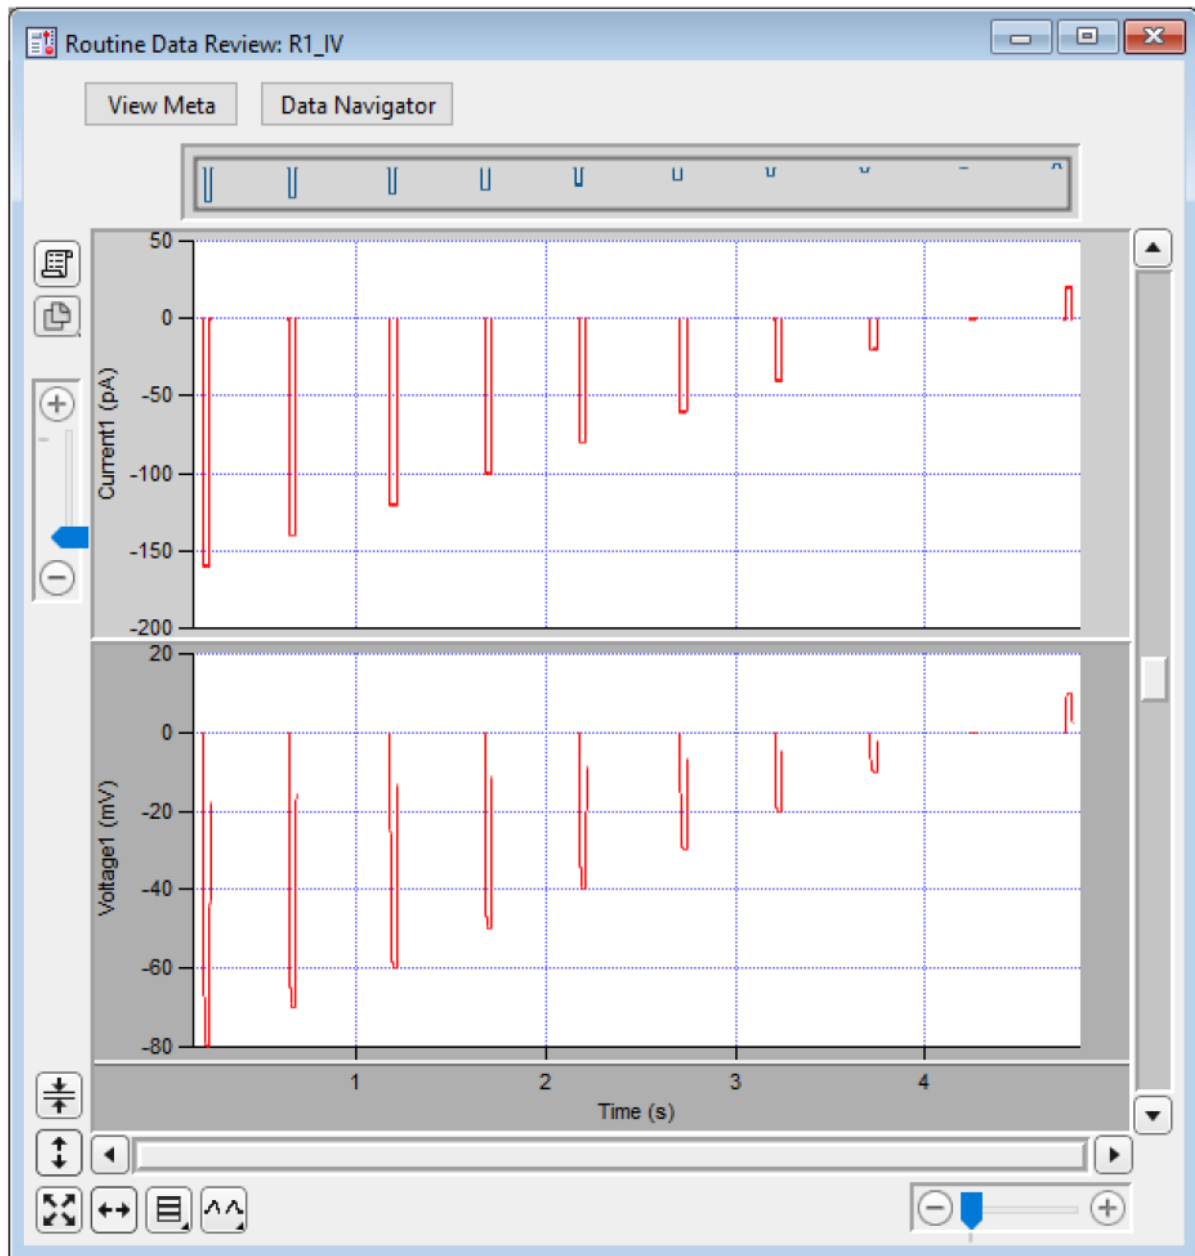 Routine Data Review: R1_IV
View Meta Data Navigator
50
0
-50
-100
-150
-200
Current1 (pA)
20
0
-20
-40
-60
-80
Voltage1 (mV)
1 2 3 4
Time (s)